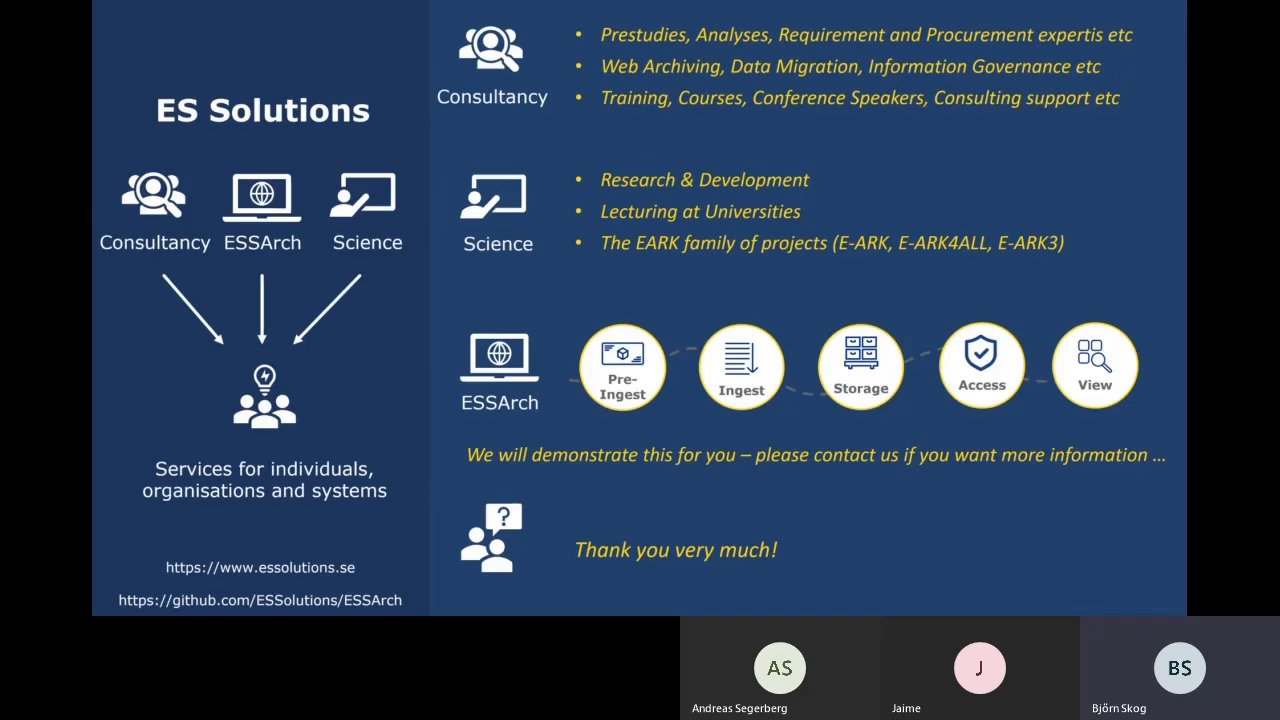 ES Solutions
Consultancy
ESSArch
Science
Services for individuals,
organisations and systems
https://www.essolutions.se
https://github.com/ESSolutions/ESSArch
Consultancy
• Prestudies, Analyses, Requirement and Procurement expertis etc
• Web Archiving, Data Migration, Information Governance etc
• Training, Courses, Conference Speakers, Consulting support etc
Science
• Research & Development
• Lecturing at Universities
• The EARK family of projects (E-ARK, E-ARK4ALL, E-ARK3)
ESSArch
Pre-
Ingest
Ingest
Storage
Access
View
We will demonstrate this for you – please contact us if you want more information ...
?
Thank you very much!
AS
Andreas Segerberg
J
Jaime
BS
Björn Skog